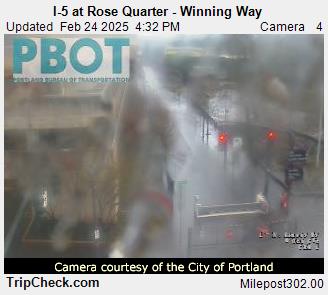 I-5 at Rose Quarter - Winning Way
Updated Feb 24 2025 4:32 PM Camera 4
PBOT
PORTLAND BUREAU OF TRANSPORTATION
Camera courtesy of the City of Portland
TripCheck.com Milepost302.00